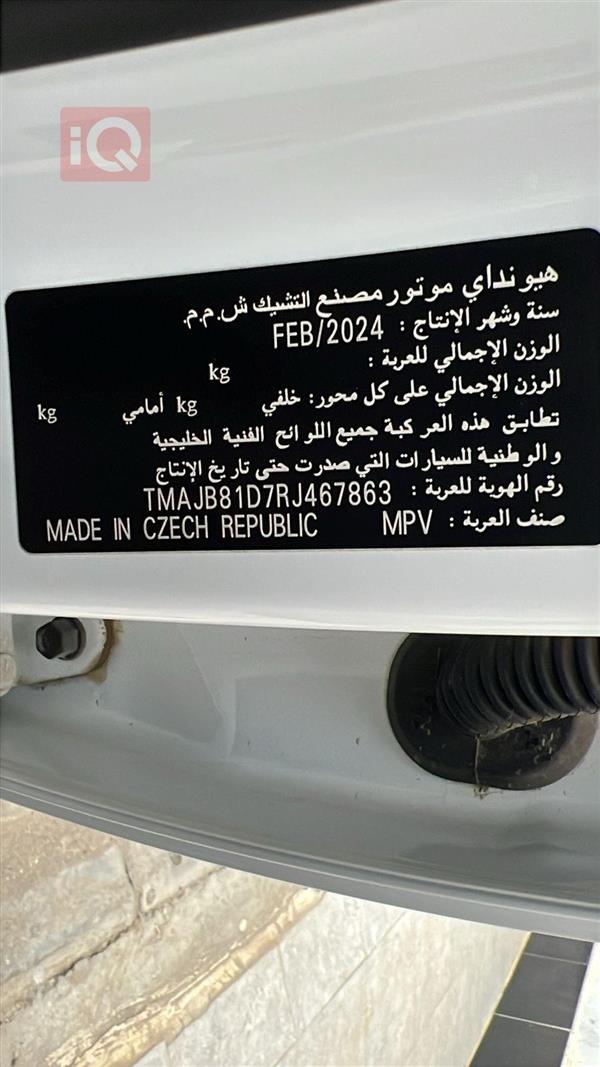 iQ
هيونداي موتور مصنع التشيك ش.م.م.
سنة وشهر الإنتاج : FEB/2024
الوزن الإجمالي للعربة : kg
الوزن الإجمالي على كل محور: خلفي kg أمامي kg
تطابق هذه العركبة جميع اللوائح الفنية الخليجية
والوطنية للسيارات التي صدرت حتى تاريخ الإنتاج
رقم الهوية للعربة : TMAJB81D7RJ467863
صنف العربة : MPV MADE IN CZECH REPUBLIC